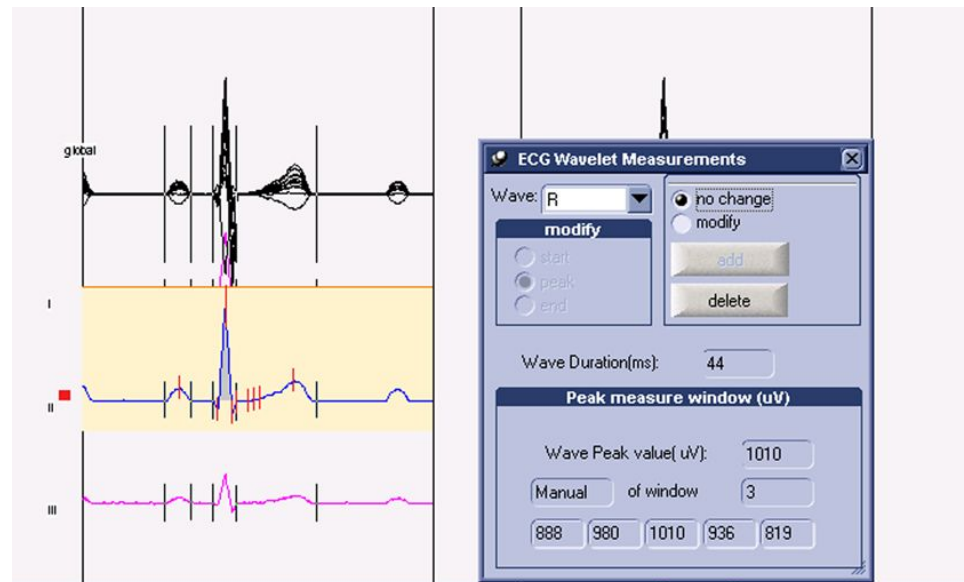 global
I
II
III
ECG Wavelet Measurements
Wave: R
no change
modify
modify
start
peak
end
add
delete
Wave Duration(ms): 44
Peak measure window (uV)
Wave Peak value( uV): 1010
Manual of window 3
888 980 1010 936 819